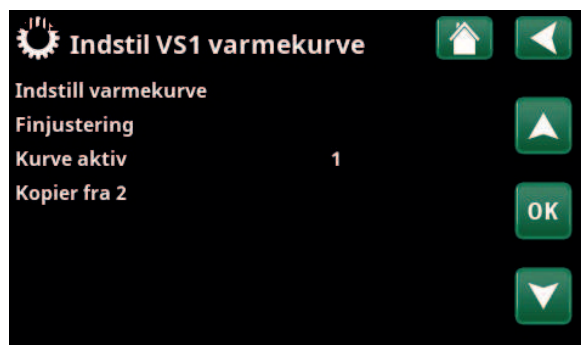 Indstil VS1 varmekurve
Indstill varmekurve
Finjustering
Kurve aktiv 1
Kopier fra 2
OK